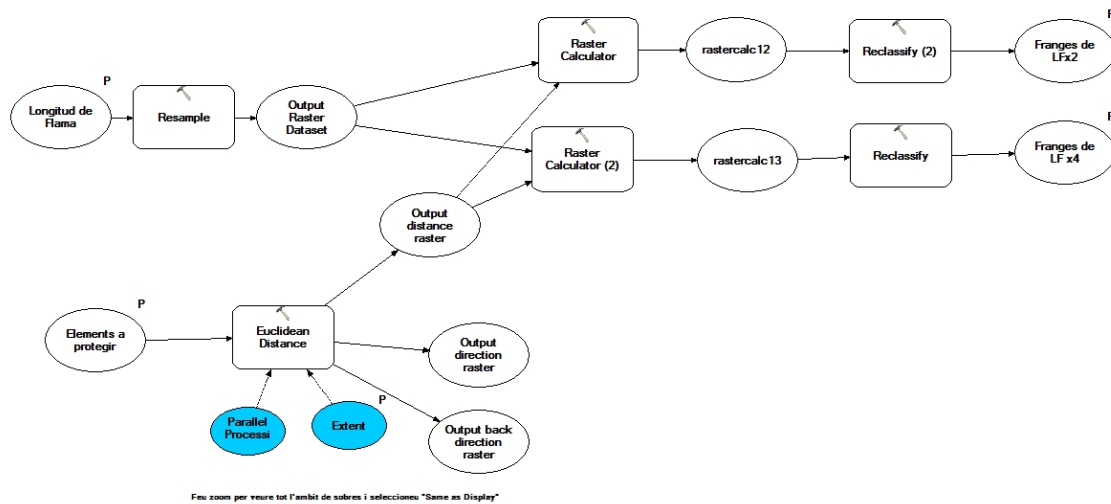 P
Longitud de
Flama
Resample
Output
Raster
Dataset
Raster
Calculator
rastercalc12
Reclassify (2)
Franges de
LFx2
Raster
Calculator (2)
rastercalc13
Reclassify
Franges de
LF x4
Output
distance
raster
P
Elements a
protegir
Euclidean
Distance
Output
direction
raster
Parallel
Processi
Extent
P
Output back
direction
raster
Feu zoom per veure tot l'ambit de sobres i seleccioneu "Same as Display"